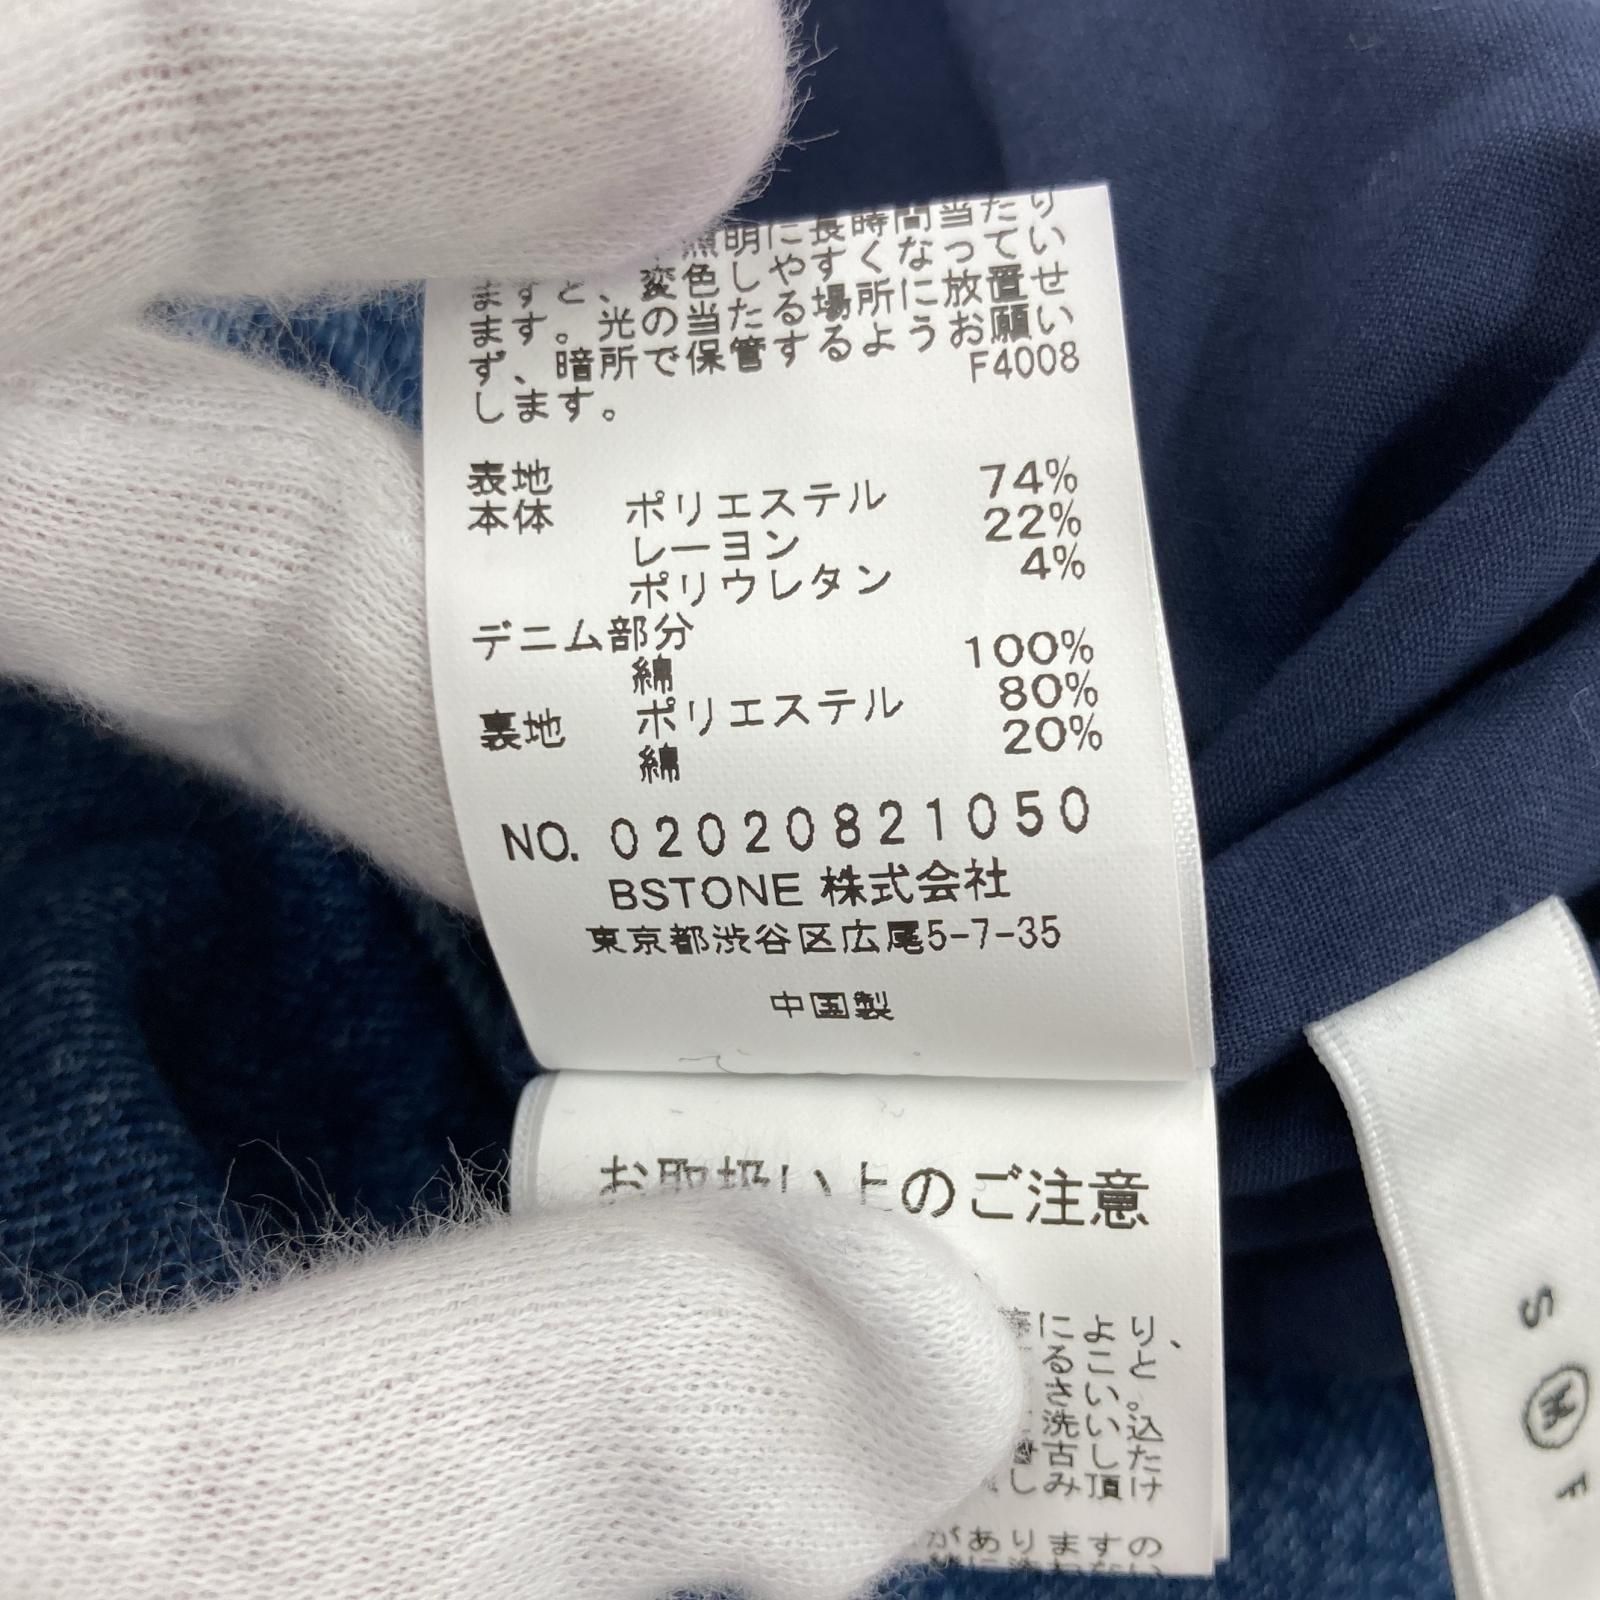 照明に長時間当たり
ますと、変色しやすくなってい
ます。光の当たる場所に放置せ
ず、暗所で保管するようお願い
します。
F4008
表地
本体 ポリエステル 74%
レーヨン 22%
ポリウレタン 4%
デニム部分
綿 100%
裏地 ポリエステル 80%
綿 20%
NO. 02020821050
BSTONE 株式会社
東京都渋谷区広尾5-7-35
中国製
お取扱い上のご注意
により、
ること
さい。
洗い込
古した
しみ頂け
がありますの
S
F